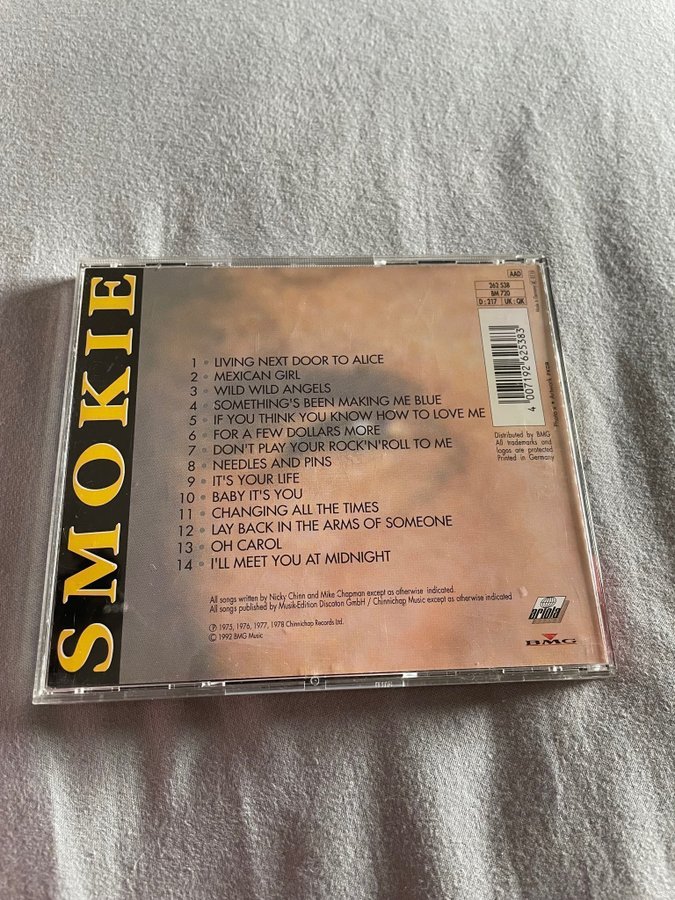 SMOKIE
AAD
262 538
BM 720
D: 217 UK: QK
4 007192 625383
Distributed by BMG
All trademarks and
logos are protected
Printed in Germany
1 • LIVING NEXT DOOR TO ALICE
2 • MEXICAN GIRL
3 • WILD WILD ANGELS
4 • SOMETHING'S BEEN MAKING ME BLUE
5 • IF YOU THINK YOU KNOW HOW TO LOVE ME
6 • FOR A FEW DOLLARS MORE
7 • DON'T PLAY YOUR ROCK'N'ROLL TO ME
8 • NEEDLES AND PINS
9 • IT'S YOUR LIFE
10 • BABY IT'S YOU
11 • CHANGING ALL THE TIMES
12 • LAY BACK IN THE ARMS OF SOMEONE
13 • OH CAROL
14 • I'LL MEET YOU AT MIDNIGHT
All songs written by Nicky Chinn and Mike Chapman except as otherwise indicated.
All songs published by Musik-Edition Discoton GmbH / Chinnichap Music except as otherwise indicated
℗ 1975, 1976, 1977, 1978 Chinnichap Records Ltd.
© 1992 BMG Music
ariola
BMG